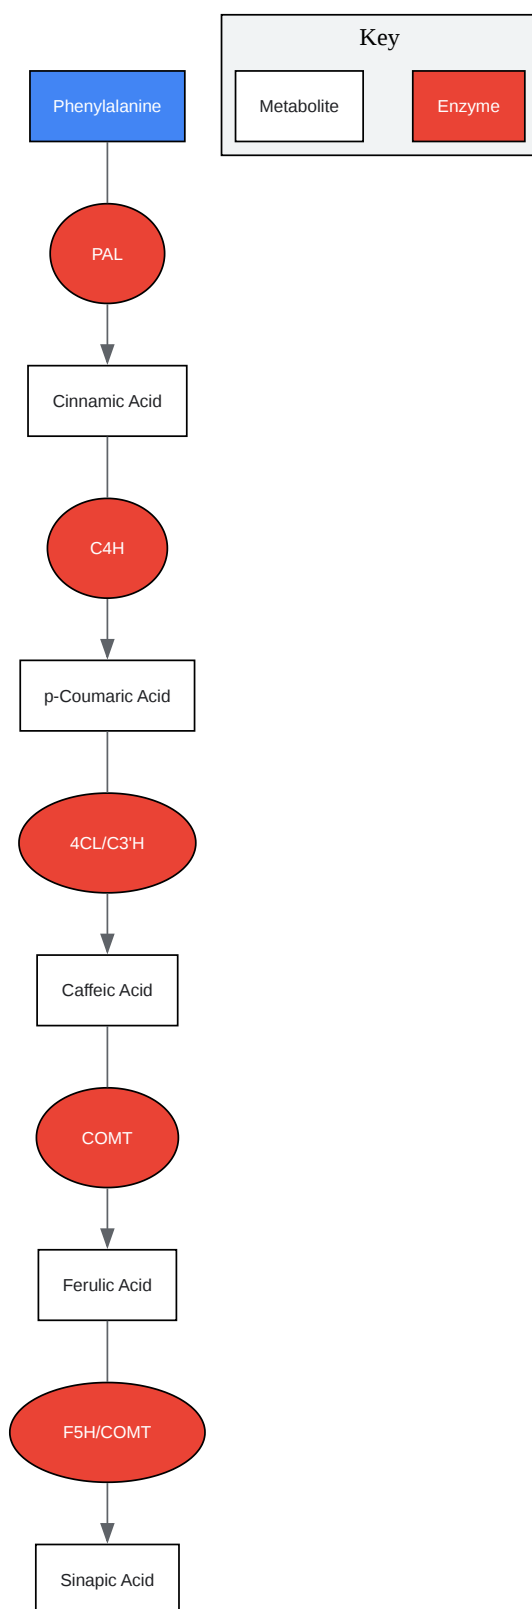 Key
Phenylalanine
Metabolite
Enzyme
PAL
Cinnamic Acid
C4H
p-Coumaric Acid
4CL/C3'H
Caffeic Acid
COMT
Ferulic Acid
F5H/COMT
Sinapic Acid